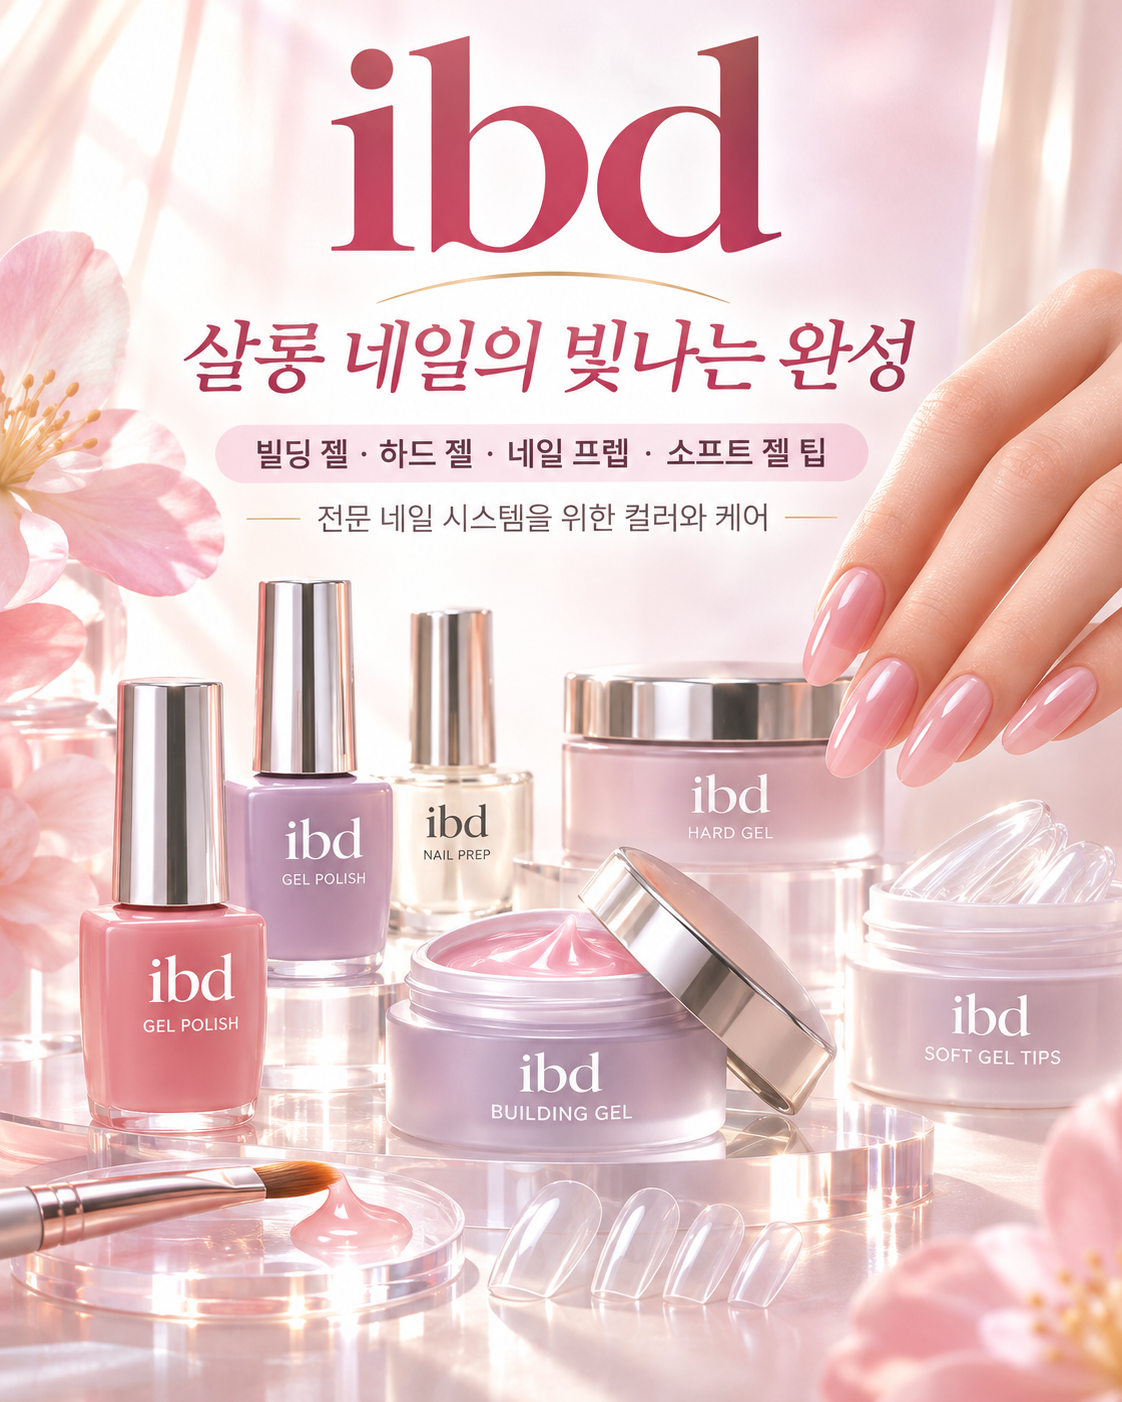 ibd
살롱 네일의 빛나는 완성
빌딩 젤 · 하드 젤 · 네일 프렙 · 소프트 젤 팁
전문 네일 시스템을 위한 컬러와 케어
ibd
HARD GEL
ibd
NAIL PREP
ibd
GEL POLISH
ibd
GEL POLISH
ibd
BUILDING GEL
ibd
SOFT GEL TIPS